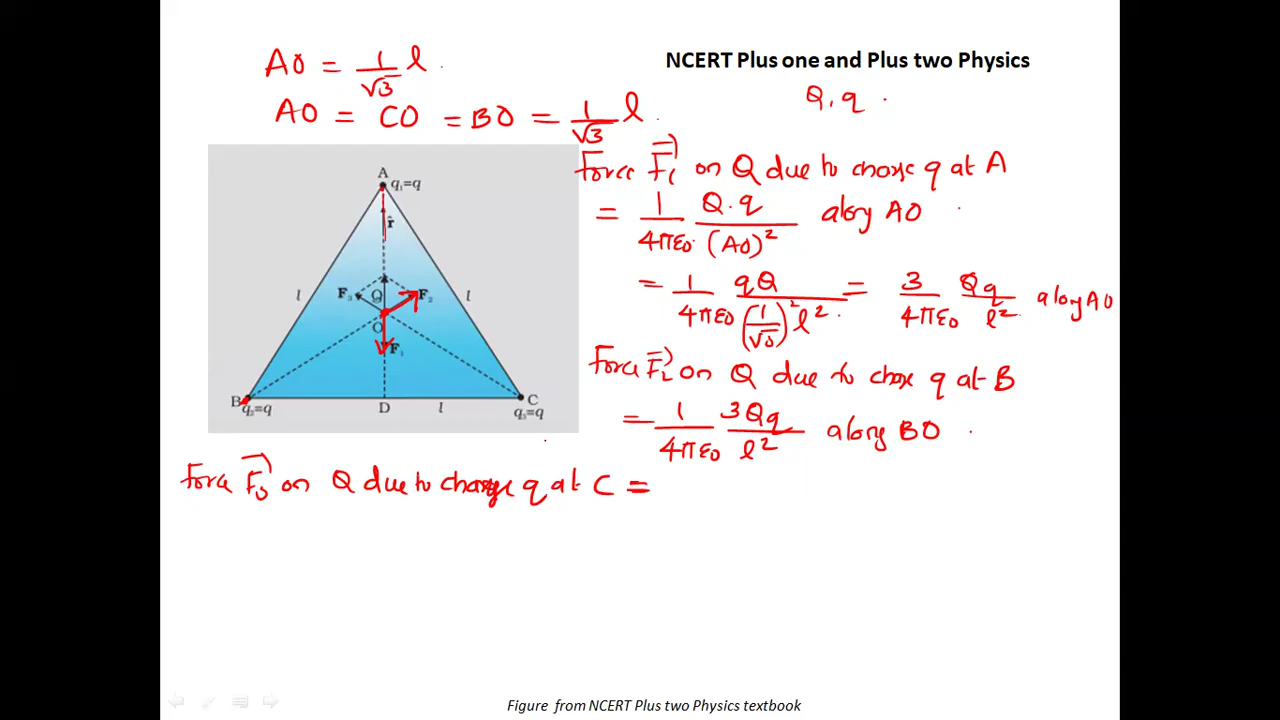 AO = 1/√3 l
NCERT Plus one and Plus two Physics
Q, q
AO = CO = BO = 1/√3 l
Force F⃗₁ on Q due to charge q at A
= 1/4πε₀ Q·q/(AO)² along AO
= 1/4πε₀ qQ/(1/√3)² l² = 3/4πε₀ Qq/l² along AO
A
q₁=q
r̂
l
l
F₃
Q
F₂
O
F₁
B
q₂=q
D
l
C
q₃=q
Force F⃗₂ on Q due to charge q at B
= 1/4πε₀ 3Qq/l² along BO
Force F⃗₃ on Q due to charge q at C =
Figure from NCERT Plus two Physics textbook